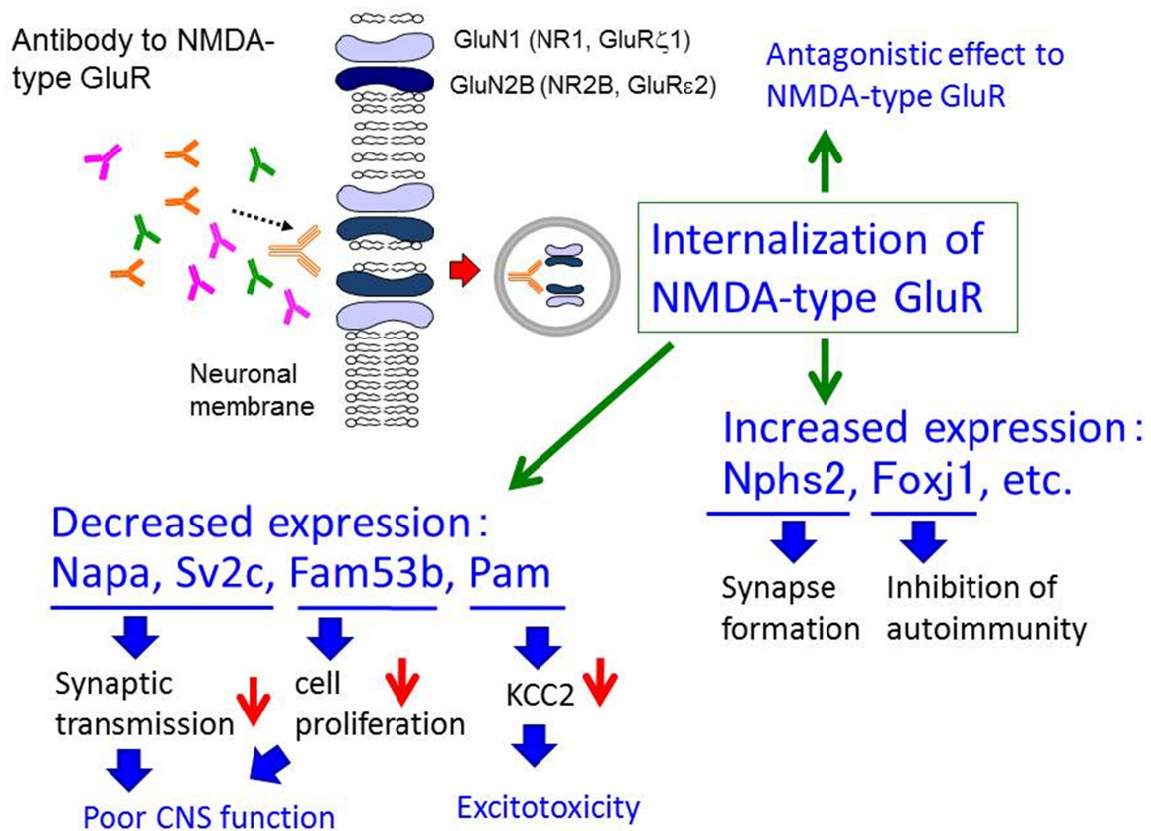 Antibody to NMDA-
type GluR
GluN1 (NR1, GluRζ1)
GluN2B (NR2B, GluRε2)
Antagonistic effect to
NMDA-type GluR
Internalization of
NMDA-type GluR
Neuronal
membrane
Increased expression:
Nphs2, Foxj1, etc.
Synapse
formation
Inhibition of
autoimmunity
Decreased expression:
Napa, Sv2c, Fam53b, Pam
Synaptic
transmission
cell
proliferation
KCC2
Poor CNS function
Excitotoxicity